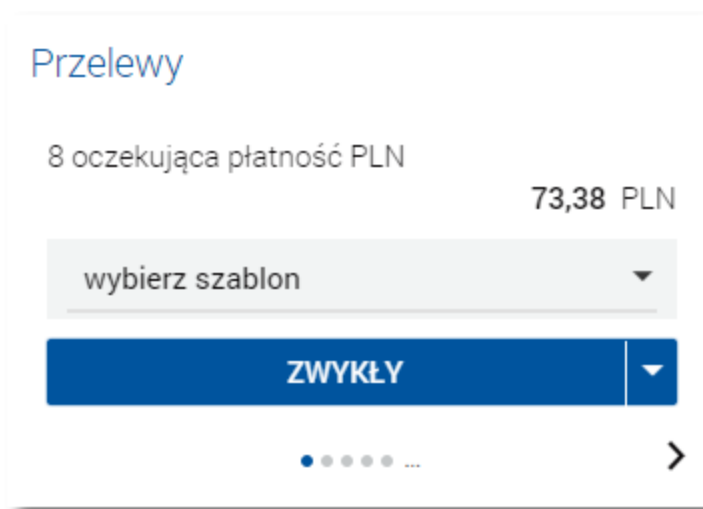 Przelewy
8 oczekująca płatność PLN
73,38 PLN
wybierz szablon
ZWYKŁY
...